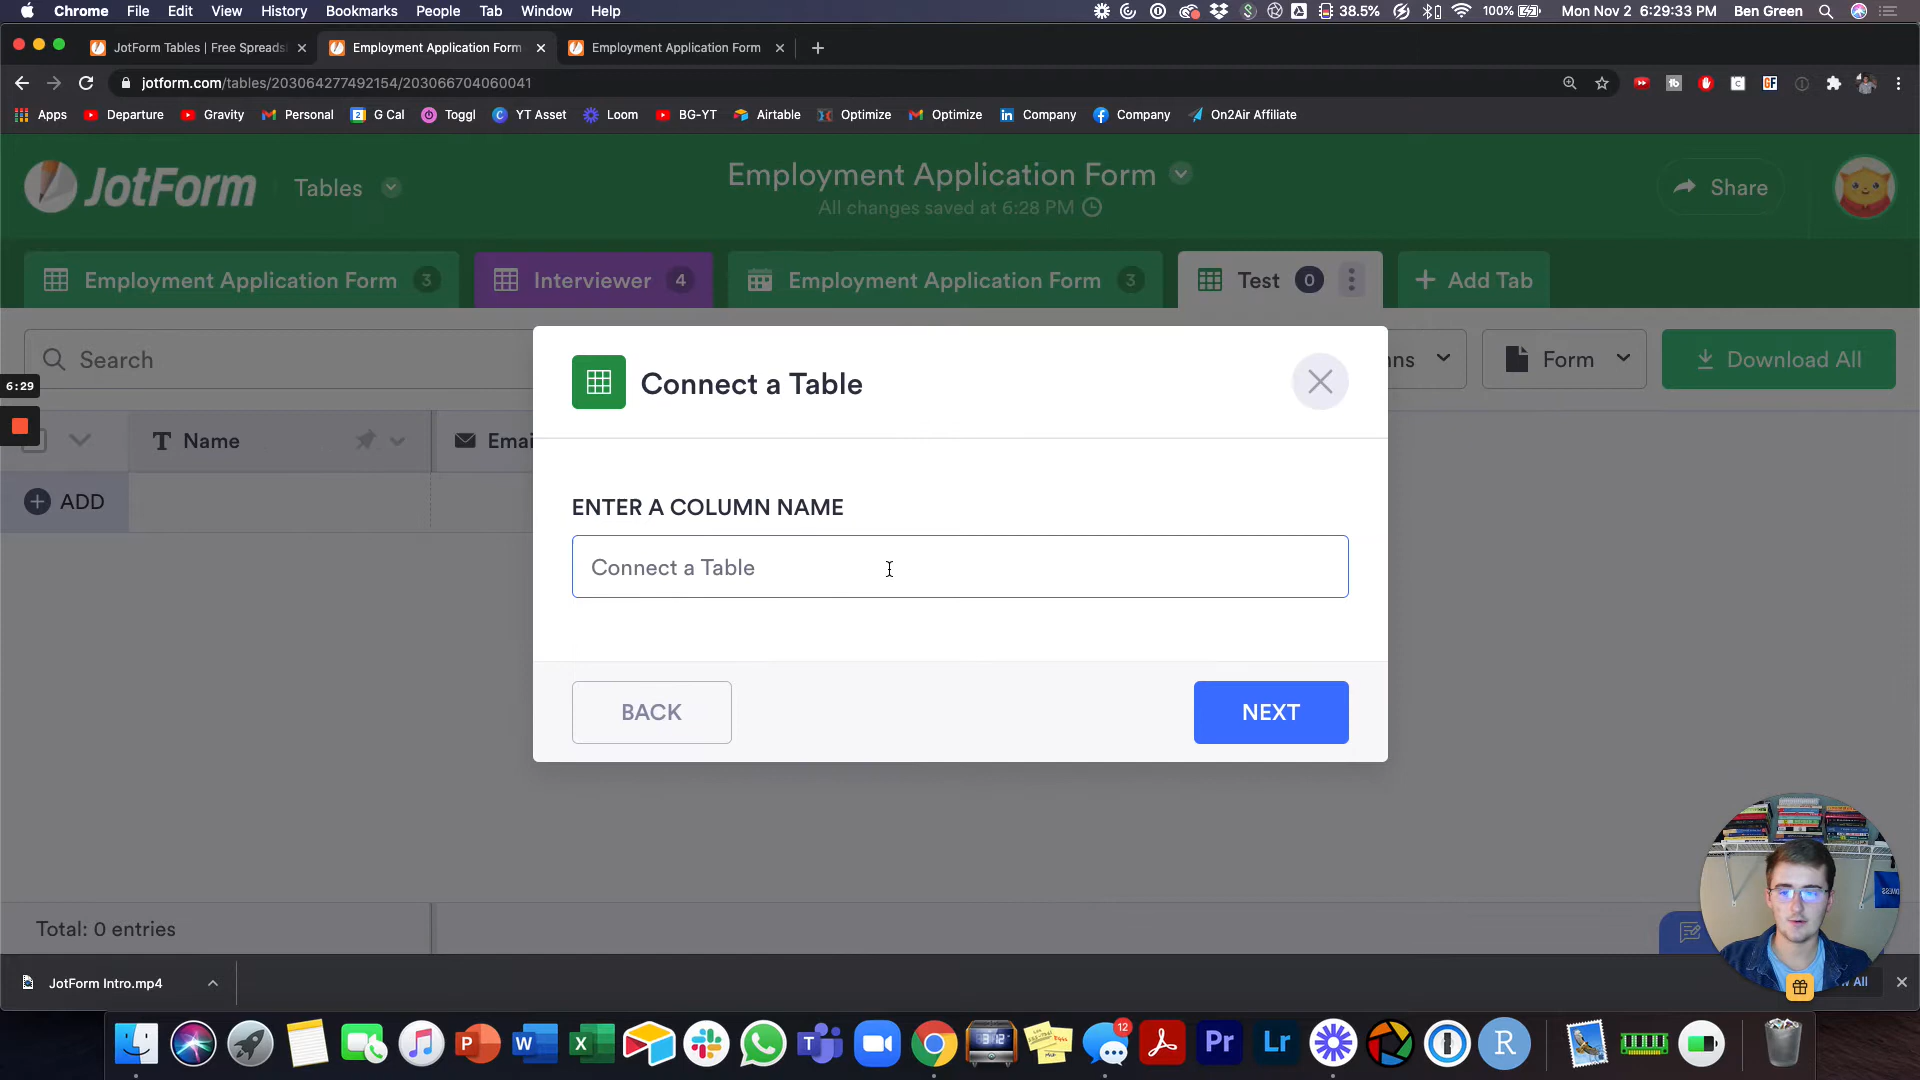 Chrome File Edit View History Bookmarks People Tab Window Help 38.5% 100% Mon Nov 2 6:29:33 PM Ben Green
JotForm Tables | Free Spreads Employment Application Form Employment Application Form
jotform.com/tables/203064277492154/203066704060041
Apps Departure Gravity Personal G Cal Toggl YT Asset Loom BG-YT Airtable Optimize Optimize Company Company On2Air Affiliate
JotForm Tables Employment Application Form Share
All changes saved at 6:28 PM
Employment Application Form 3 Interviewer 4 Employment Application Form 3 Test 0 + Add Tab
Search Form Download All
6:29
Connect a Table
Name
ENTER A COLUMN NAME
ADD
Connect a Table
BACK NEXT
Total: 0 entries
JotForm Intro.mp4 All
12